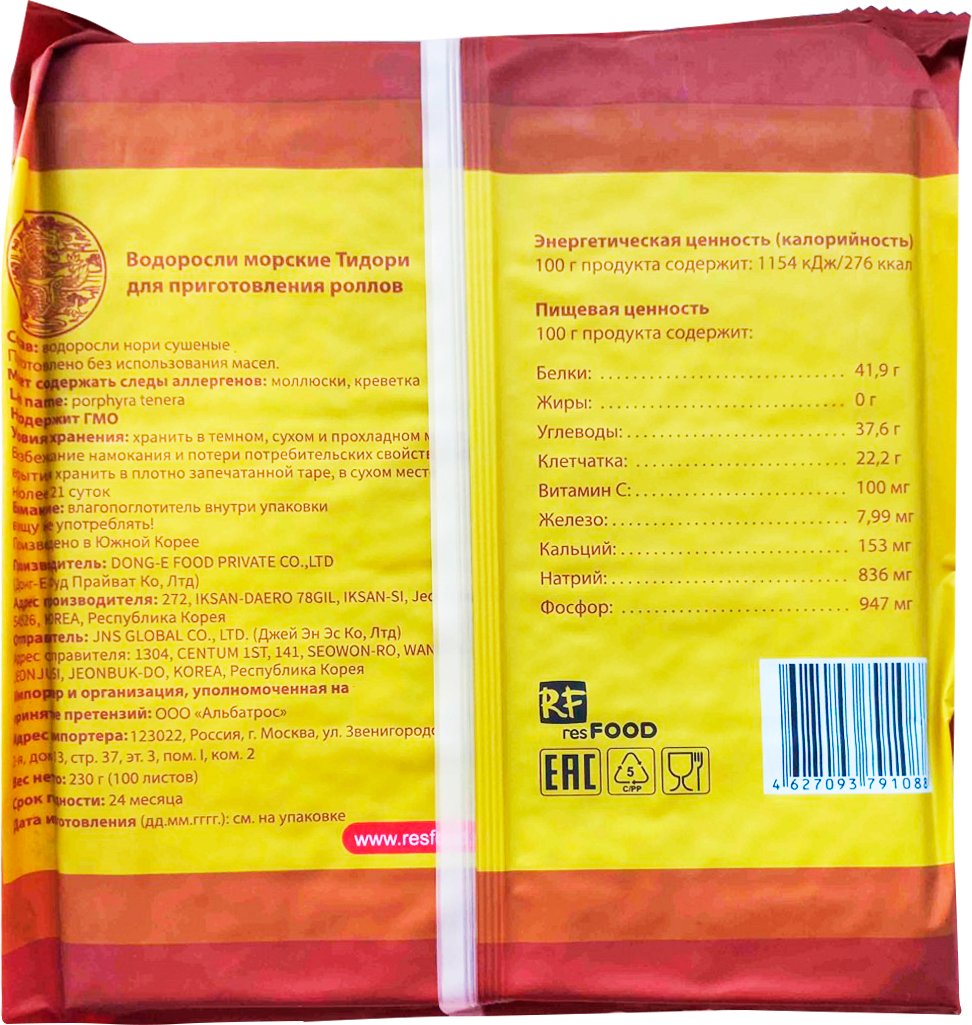 Водоросли морские Тидори
для приготовления роллов
водоросли нори сушеные
без использования масел.
содержать следы аллергенов: моллюски, креветка
name: porphyra tenera
ГМО
хранения: хранить в темном, сухом и прохладном
намокания и потери потребительских свойств
хранить в плотно запечатанной таре, в сухом
21 суток
влагопоглотитель внутри упаковки
употреблять!
в Южной Корее
DONG-E FOOD PRIVATE CO.,LTD
Прайват Ко, Лтд)
272, IKSAN-DAERO 78GIL, IKSAN-SI,
Республика Корея
JNS GLOBAL CO., LTD. (Джей Эн Эс Ко, Лтд)
1304, CENTUM 1ST, 141, SEOWON-RO,
JEONBUK-DO, KOREA, Республика Корея
и организация, уполномоченная на
претензий: ООО «Альбатрос»
123022, Россия, г. Москва, ул.
стр. 37, эт. 3, пом. I, ком. 2
230 г (100 листов)
Срок 24 месяца
Дата (дд.мм.гггг.): см. на упаковке
Энергетическая ценность (калорийность)
100 г продукта содержит: 1154 кДж/276 ккал
Пищевая ценность
100 г продукта содержит:
Белки: 41,9 г
Жиры: 0 г
Углеводы: 37,6 г
Клетчатка: 22,2 г
Витамин С: 100 мг
Железо: 7,99 мг
Кальций: 153 мг
Натрий: 836 мг
Фосфор: 947 мг
RF
resFOOD
EAC
5
C/PP
4 627093 791088